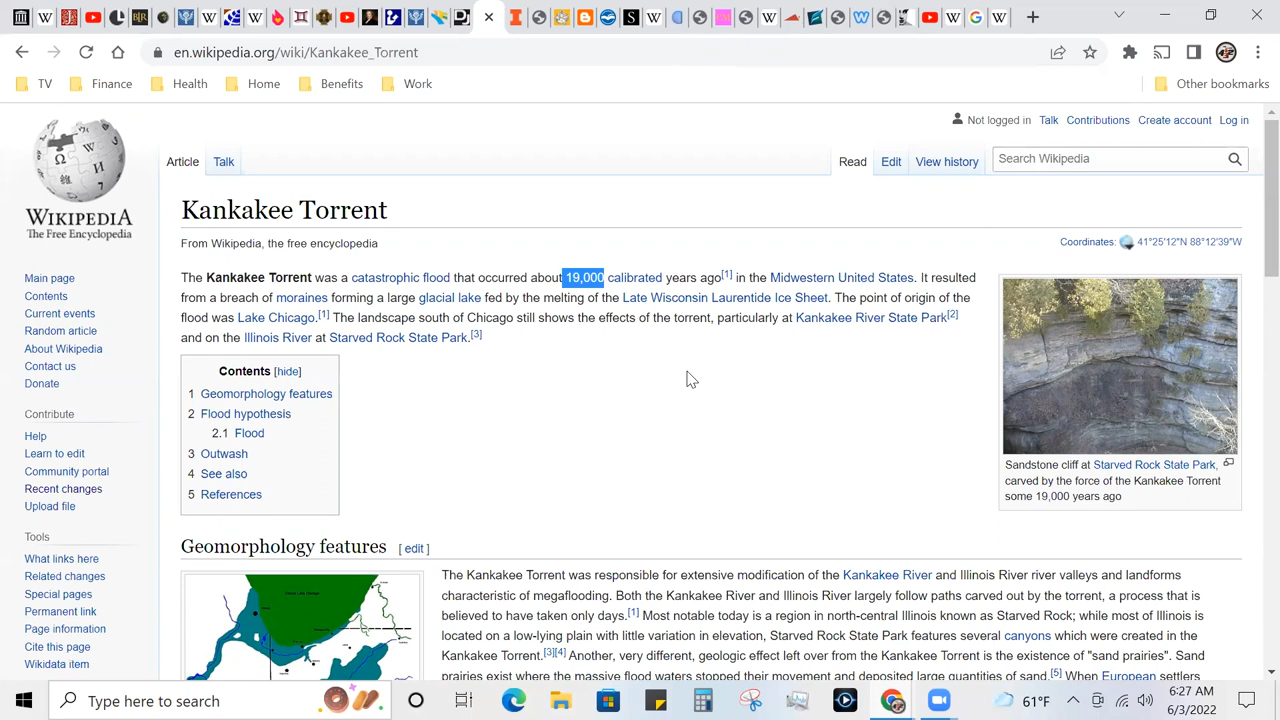 en.wikipedia.org/wiki/Kankakee_Torrent
TV Finance Health Home Benefits Work Other bookmarks
Not logged in Talk Contributions Create account Log in
Article Talk Read Edit View history Search Wikipedia
WIKIPEDIA
The Free Encyclopedia
Main page
Contents
Current events
Random article
About Wikipedia
Contact us
Donate
Contribute
Help
Learn to edit
Community portal
Recent changes
Upload file
Tools
What links here
Related changes
Special pages
Permanent link
Page information
Cite this page
Wikidata item
Kankakee Torrent
From Wikipedia, the free encyclopedia
Coordinates: 41°25′12″N 88°12′39″W
The Kankakee Torrent was a catastrophic flood that occurred about 19,000 calibrated years ago[1] in the Midwestern United States. It resulted
from a breach of moraines forming a large glacial lake fed by the melting of the Late Wisconsin Laurentide Ice Sheet. The point of origin of the
flood was Lake Chicago.[1] The landscape south of Chicago still shows the effects of the torrent, particularly at Kankakee River State Park[2]
and on the Illinois River at Starved Rock State Park.[3]
Contents [hide]
1 Geomorphology features
2 Flood hypothesis
2.1 Flood
3 Outwash
4 See also
5 References
Sandstone cliff at Starved Rock State Park,
carved by the force of the Kankakee Torrent
some 19,000 years ago
Geomorphology features [ edit ]
The Kankakee Torrent was responsible for extensive modification of the Kankakee River and Illinois River river valleys and landforms
characteristic of megaflooding. Both the Kankakee River and Illinois River largely follow paths carved out by the torrent, a process that is
believed to have taken only days.[1] Most notable today is a region in north-central Illinois known as Starved Rock; while most of Illinois is
located on a low-lying plain with little variation in elevation, Starved Rock State Park features several canyons which were created in the
Kankakee Torrent.[3][4] Another, very different, geologic effect left over from the Kankakee Torrent is the existence of "sand prairies". Sand
prairies exist where the massive flood waters stopped their movement and deposited large quantities of sand.[5] When European settlers
Type here to search
61°F
6:27 AM
6/3/2022